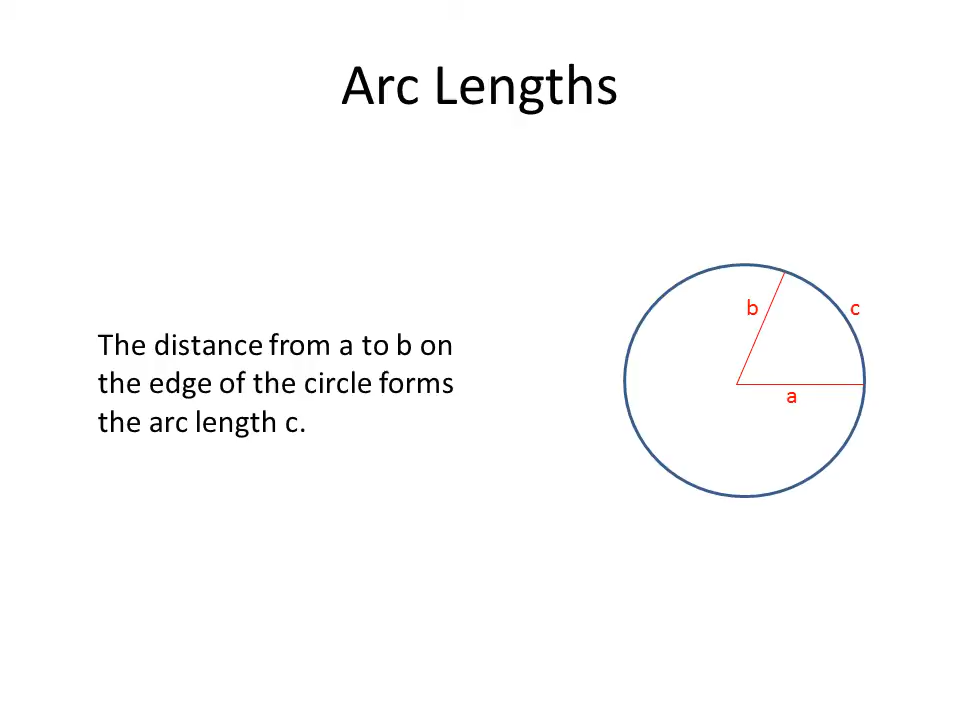 Arc Lengths
b
c
The distance from a to b on
the edge of the circle forms
a
the arc length c.